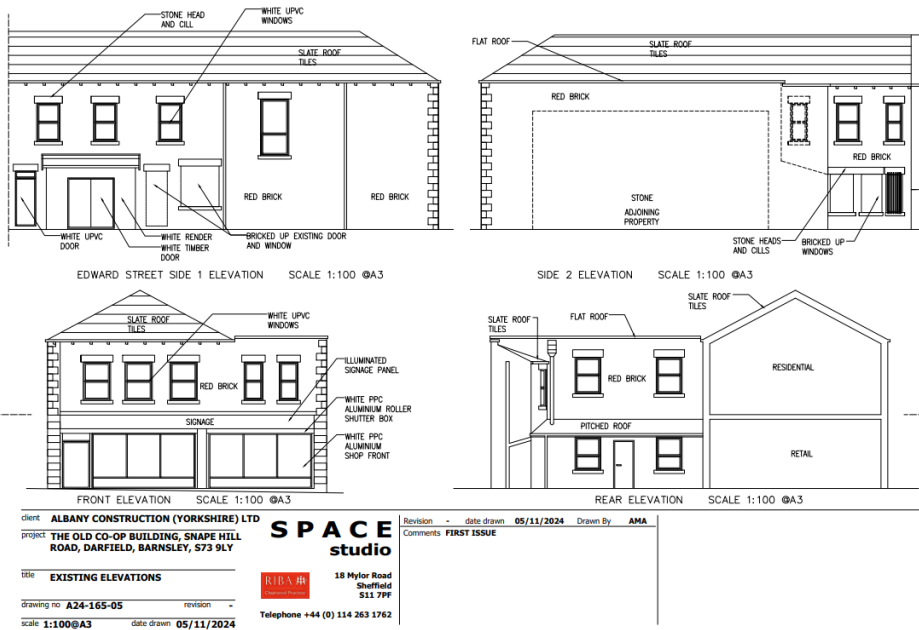 STONE HEAD
AND CILL
WHITE UPVC
WINDOWS
SLATE ROOF
TILES
RED BRICK
RED BRICK
WHITE UPVC
DOOR
WHITE RENDER
WHITE TIMBER
DOOR
BRICKED UP EXISTING DOOR
AND WINDOW
EDWARD STREET SIDE 1 ELEVATION SCALE 1:100 @A3
FLAT ROOF
SLATE ROOF
TILES
RED BRICK
RED BRICK
STONE
ADJOINING
PROPERTY
STONE HEADS
AND CILLS
BRICKED UP
WINDOWS
SIDE 2 ELEVATION SCALE 1:100 @A3
SLATE ROOF
TILES
WHITE UPVC
WINDOWS
RED BRICK
ILLUMINATED
SIGNAGE PANEL
SIGNAGE
WHITE PPC
ALUMINIUM ROLLER
SHUTTER BOX
WHITE PPC
ALUMINIUM
SHOP FRONT
FRONT ELEVATION SCALE 1:100 @A3
SLATE ROOF
TILES
FLAT ROOF
SLATE ROOF
TILES
RED BRICK
RESIDENTIAL
PITCHED ROOF
RETAIL
REAR ELEVATION SCALE 1:100 @A3
client ALBANY CONSTRUCTION (YORKSHIRE) LTD
project THE OLD CO-OP BUILDING, SNAPE HILL
ROAD, DARFIELD, BARNSLEY, S73 9LY
title EXISTING ELEVATIONS
drawing no A24-165-05 revision -
scale 1:100@A3 date drawn 05/11/2024
SPACE
studio
RIBA
Chartered Practice
18 Mylor Road
Sheffield
S11 7PF
Telephone +44 (0) 114 263 1762
Revision - date drawn 05/11/2024 Drawn By AMA
Comments FIRST ISSUE